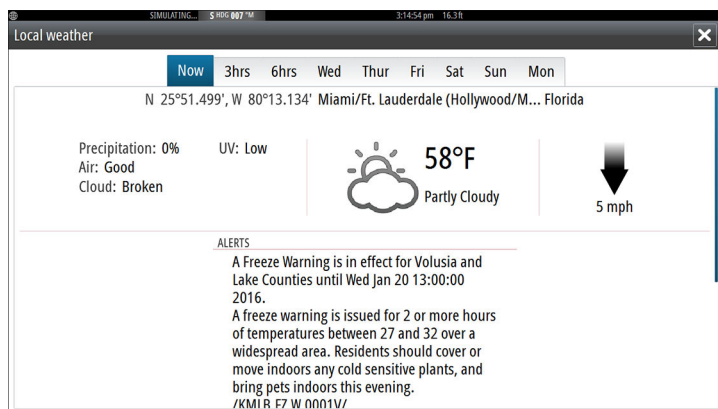 SIMULATING... S HDG 007 °M 3:14:54 pm 16.3 ft
Local weather
Now 3hrs 6hrs Wed Thur Fri Sat Sun Mon
N 25°51.499', W 80°13.134' Miami/Ft. Lauderdale (Hollywood/M... Florida
Precipitation: 0% UV: Low
Air: Good
Cloud: Broken
58°F
Partly Cloudy
5 mph
ALERTS
A Freeze Warning is in effect for Volusia and
Lake Counties until Wed Jan 20 13:00:00
2016.
A freeze warning is issued for 2 or more hours
of temperatures between 27 and 32 over a
widespread area. Residents should cover or
move indoors any cold sensitive plants, and
bring pets indoors this evening.
/KMLB.FZ.W.0001V/